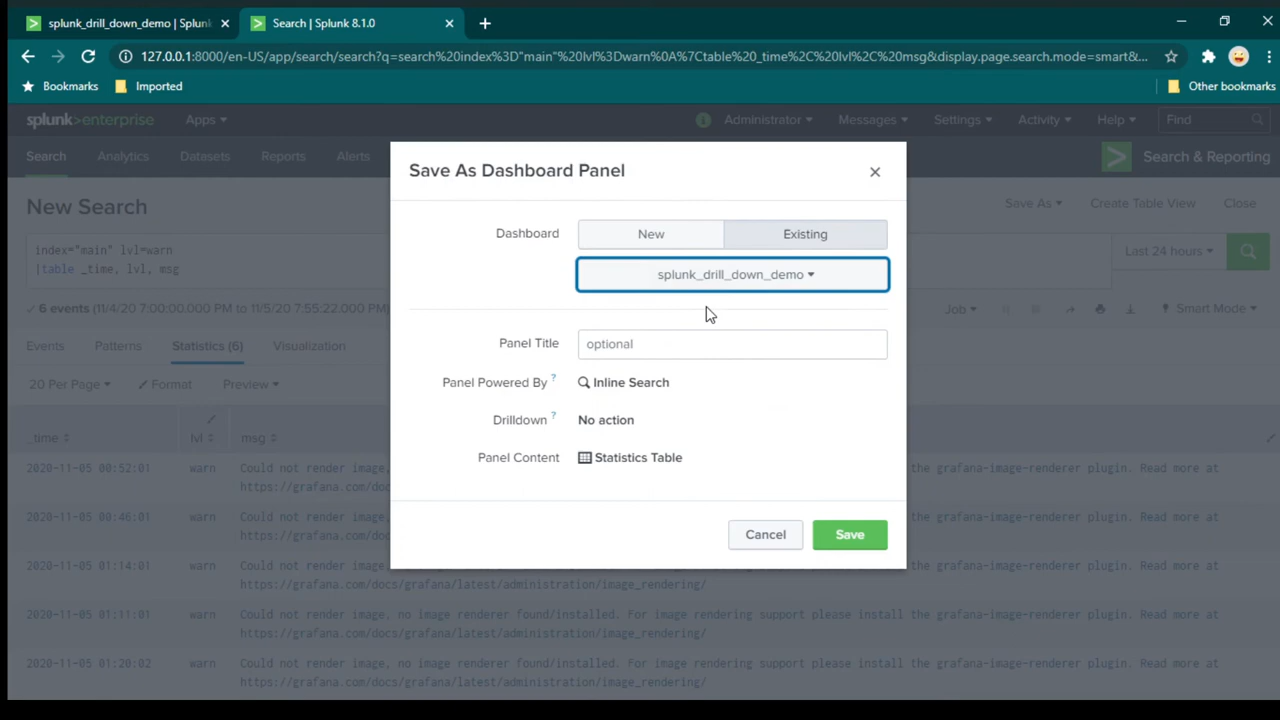 splunk_drill_down_demo | Splunk
Search | Splunk 8.1.0
127.0.0.1:8000/en-US/app/search/search?q=search%20index%3D"main"%20lvl%3Dwarn%0A%7Ctable%20_time%2C%20lvl%2C%20msg&display.page.search.mode=smart&...
Bookmarks
Imported
Other bookmarks
splunk>enterprise
Apps
Administrator
Messages
Settings
Activity
Help
Find
Search
Analytics
Datasets
Reports
Alerts
Search & Reporting
New Search
Save As
Create Table View
Close
index="main" lvl=warn
|table _time, lvl, msg
Last 24 hours
6 events (11/4/20 7:00:00.000 PM to 11/5/20 7:55:22.000 PM)
Job
Smart Mode
Events
Patterns
Statistics (6)
Visualization
20 Per Page
Format
Preview
_time
lvl
msg
2020-11-05 00:52:01 warn Could not render image, the grafana-image-renderer plugin. Read more at
https://grafana.com/doc
2020-11-05 00:46:01 warn Could not render image, the grafana-image-renderer plugin. Read more at
https://grafana.com/doc
2020-11-05 01:14:01 warn Could not render image, the grafana-image-renderer plugin. Read more at
https://grafana.com/docs/grafana/latest/administration/image_rendering/
2020-11-05 01:11:01 warn Could not render image, no image renderer found/installed. For image rendering support please install the grafana-image-renderer plugin. Read more at
https://grafana.com/docs/grafana/latest/administration/image_rendering/
2020-11-05 01:20:02 warn Could not render image, no image renderer found/installed. For image rendering support please install the grafana-image-renderer plugin. Read more at
https://grafana.com/docs/grafana/latest/administration/image_rendering/
Save As Dashboard Panel
Dashboard
New
Existing
splunk_drill_down_demo
Panel Title
optional
Panel Powered By ?
Inline Search
Drilldown ?
No action
Panel Content
Statistics Table
Cancel
Save